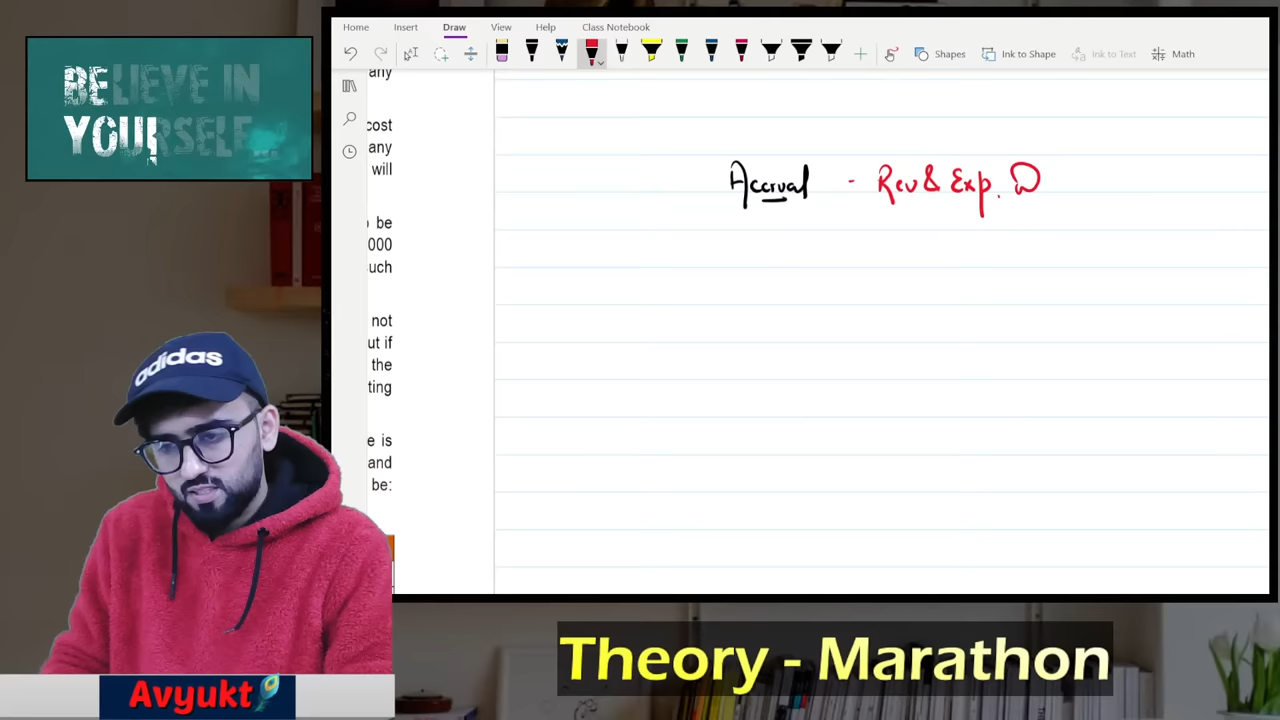 Home Insert Draw View Help Class Notebook
Shapes Ink to Shape Ink to Text Math
BELIEVE IN
YOURSELF...
any
cost
any
will
be
000
such
not
ut if
the
ting
e is
and
be:
Accrual - Rev & Exp.
adidas
Theory - Marathon
Avyukt